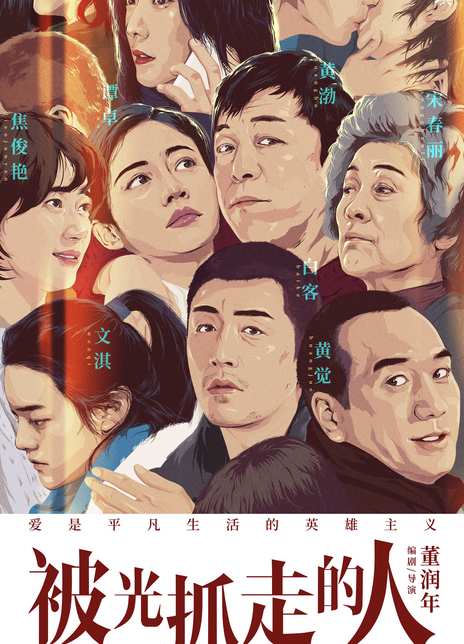 黄渤
谭卓
宋春丽
焦俊艳
白客
文淇
黄觉
爱是平凡生活的英雄主义
被光抓走的人
编剧/导演
董润年